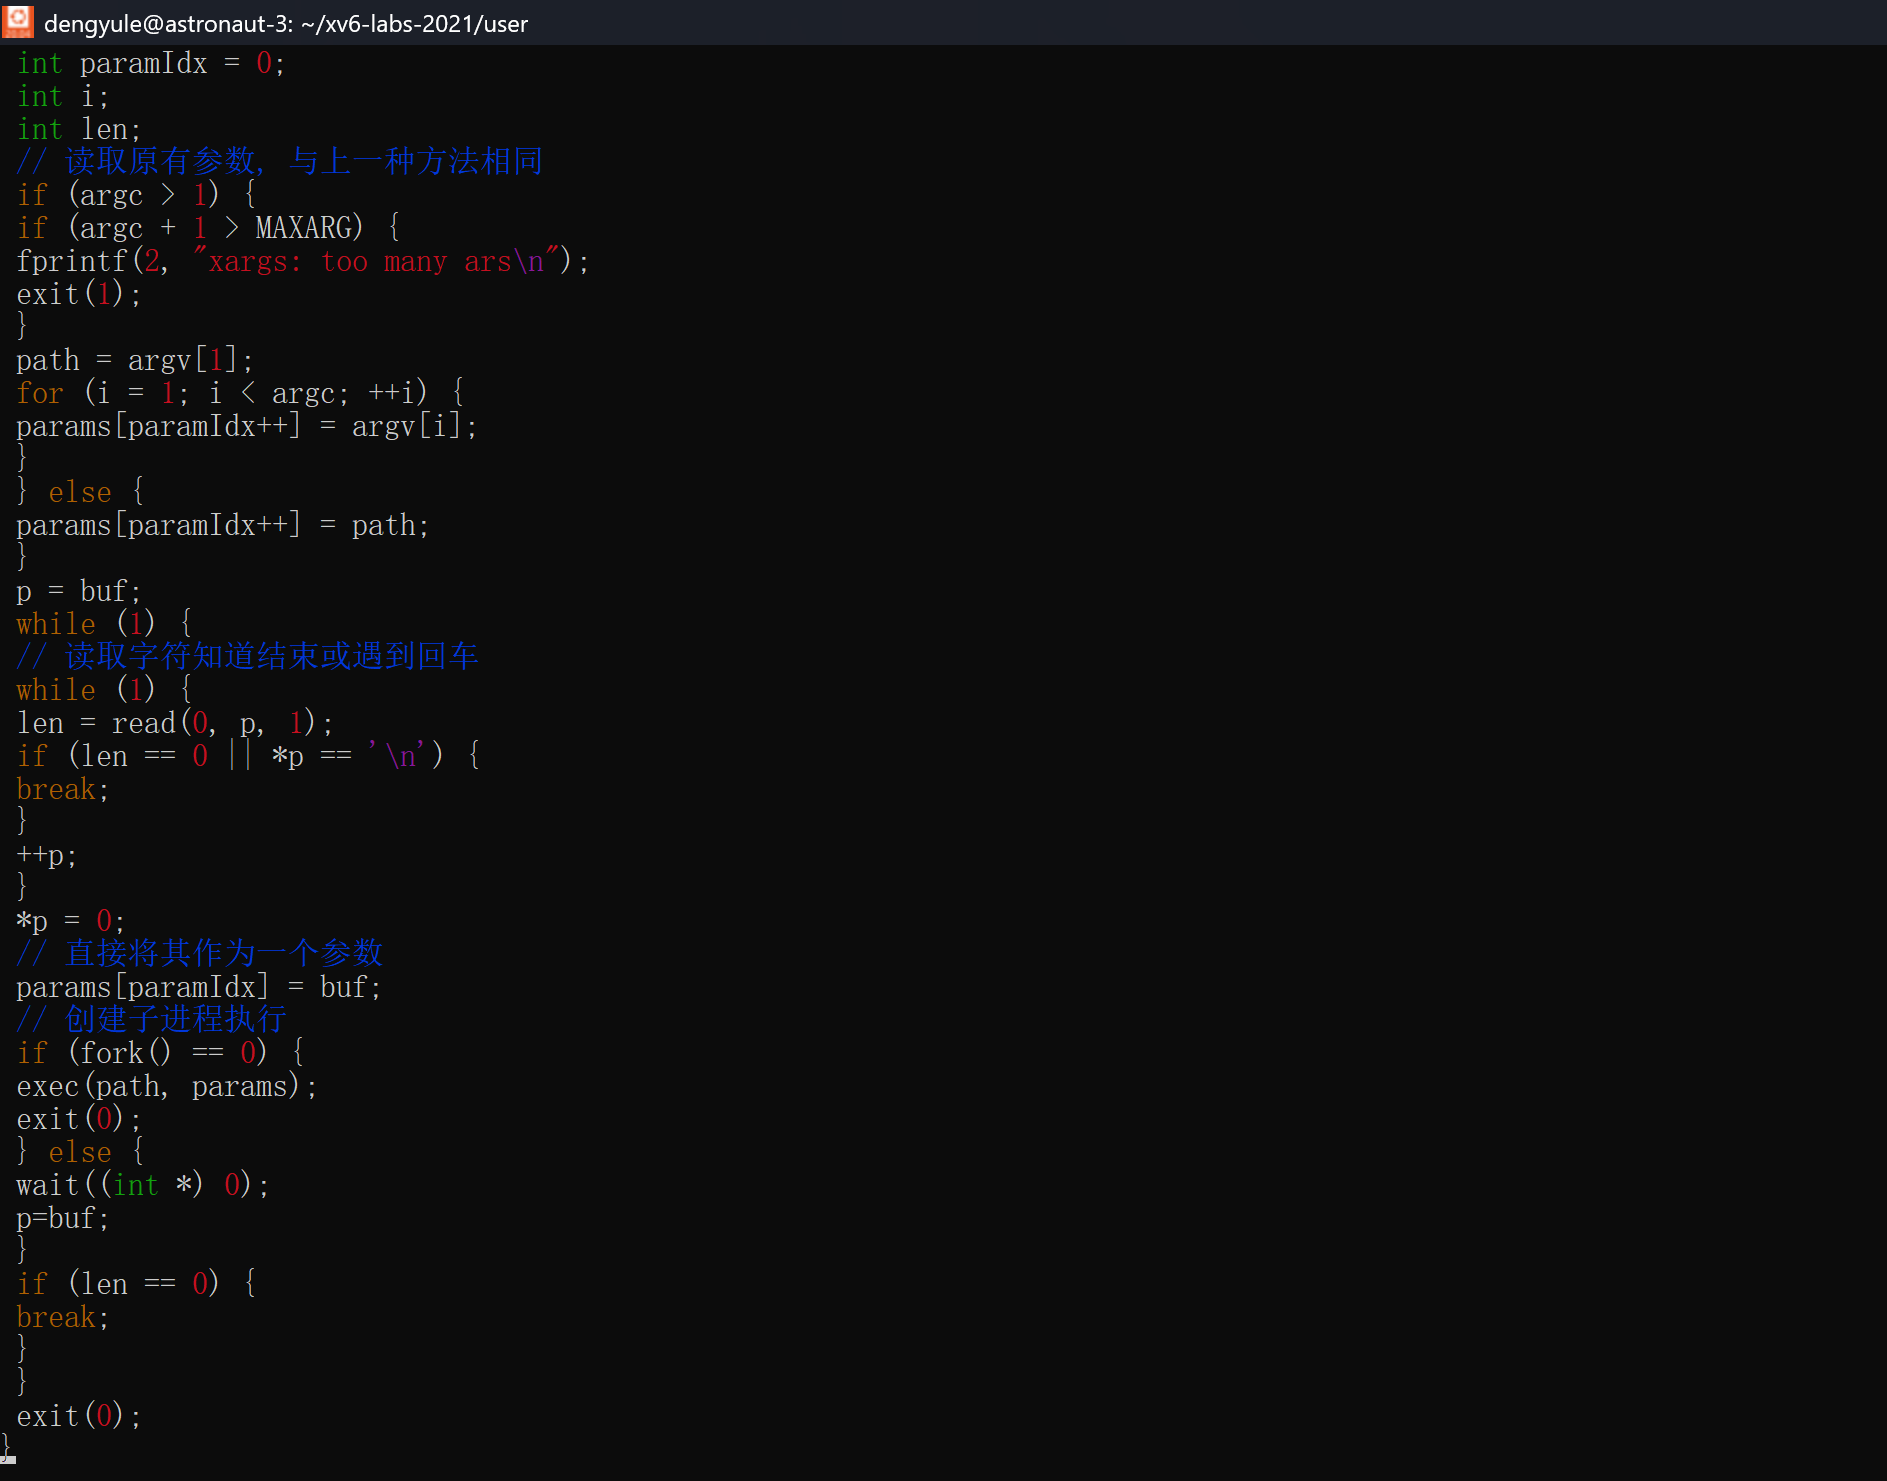 dengyule@astronaut-3: ~/xv6-labs-2021/user
int paramIdx = 0;
int i;
int len;
// 读取原有参数, 与上一种方法相同
if (argc > 1) {
if (argc + 1 > MAXARG) {
fprintf(2, "xargs: too many ars\n");
exit(1);
}
path = argv[1];
for (i = 1; i < argc; ++i) {
params[paramIdx++] = argv[i];
}
} else {
params[paramIdx++] = path;
}
p = buf;
while (1) {
// 读取字符知道结束或遇到回车
while (1) {
len = read(0, p, 1);
if (len == 0 || *p == '\n') {
break;
}
++p;
}
*p = 0;
// 直接将其作为一个参数
params[paramIdx] = buf;
// 创建子进程执行
if (fork() == 0) {
exec(path, params);
exit(0);
} else {
wait((int *) 0);
p=buf;
}
if (len == 0) {
break;
}
}
exit(0);
}